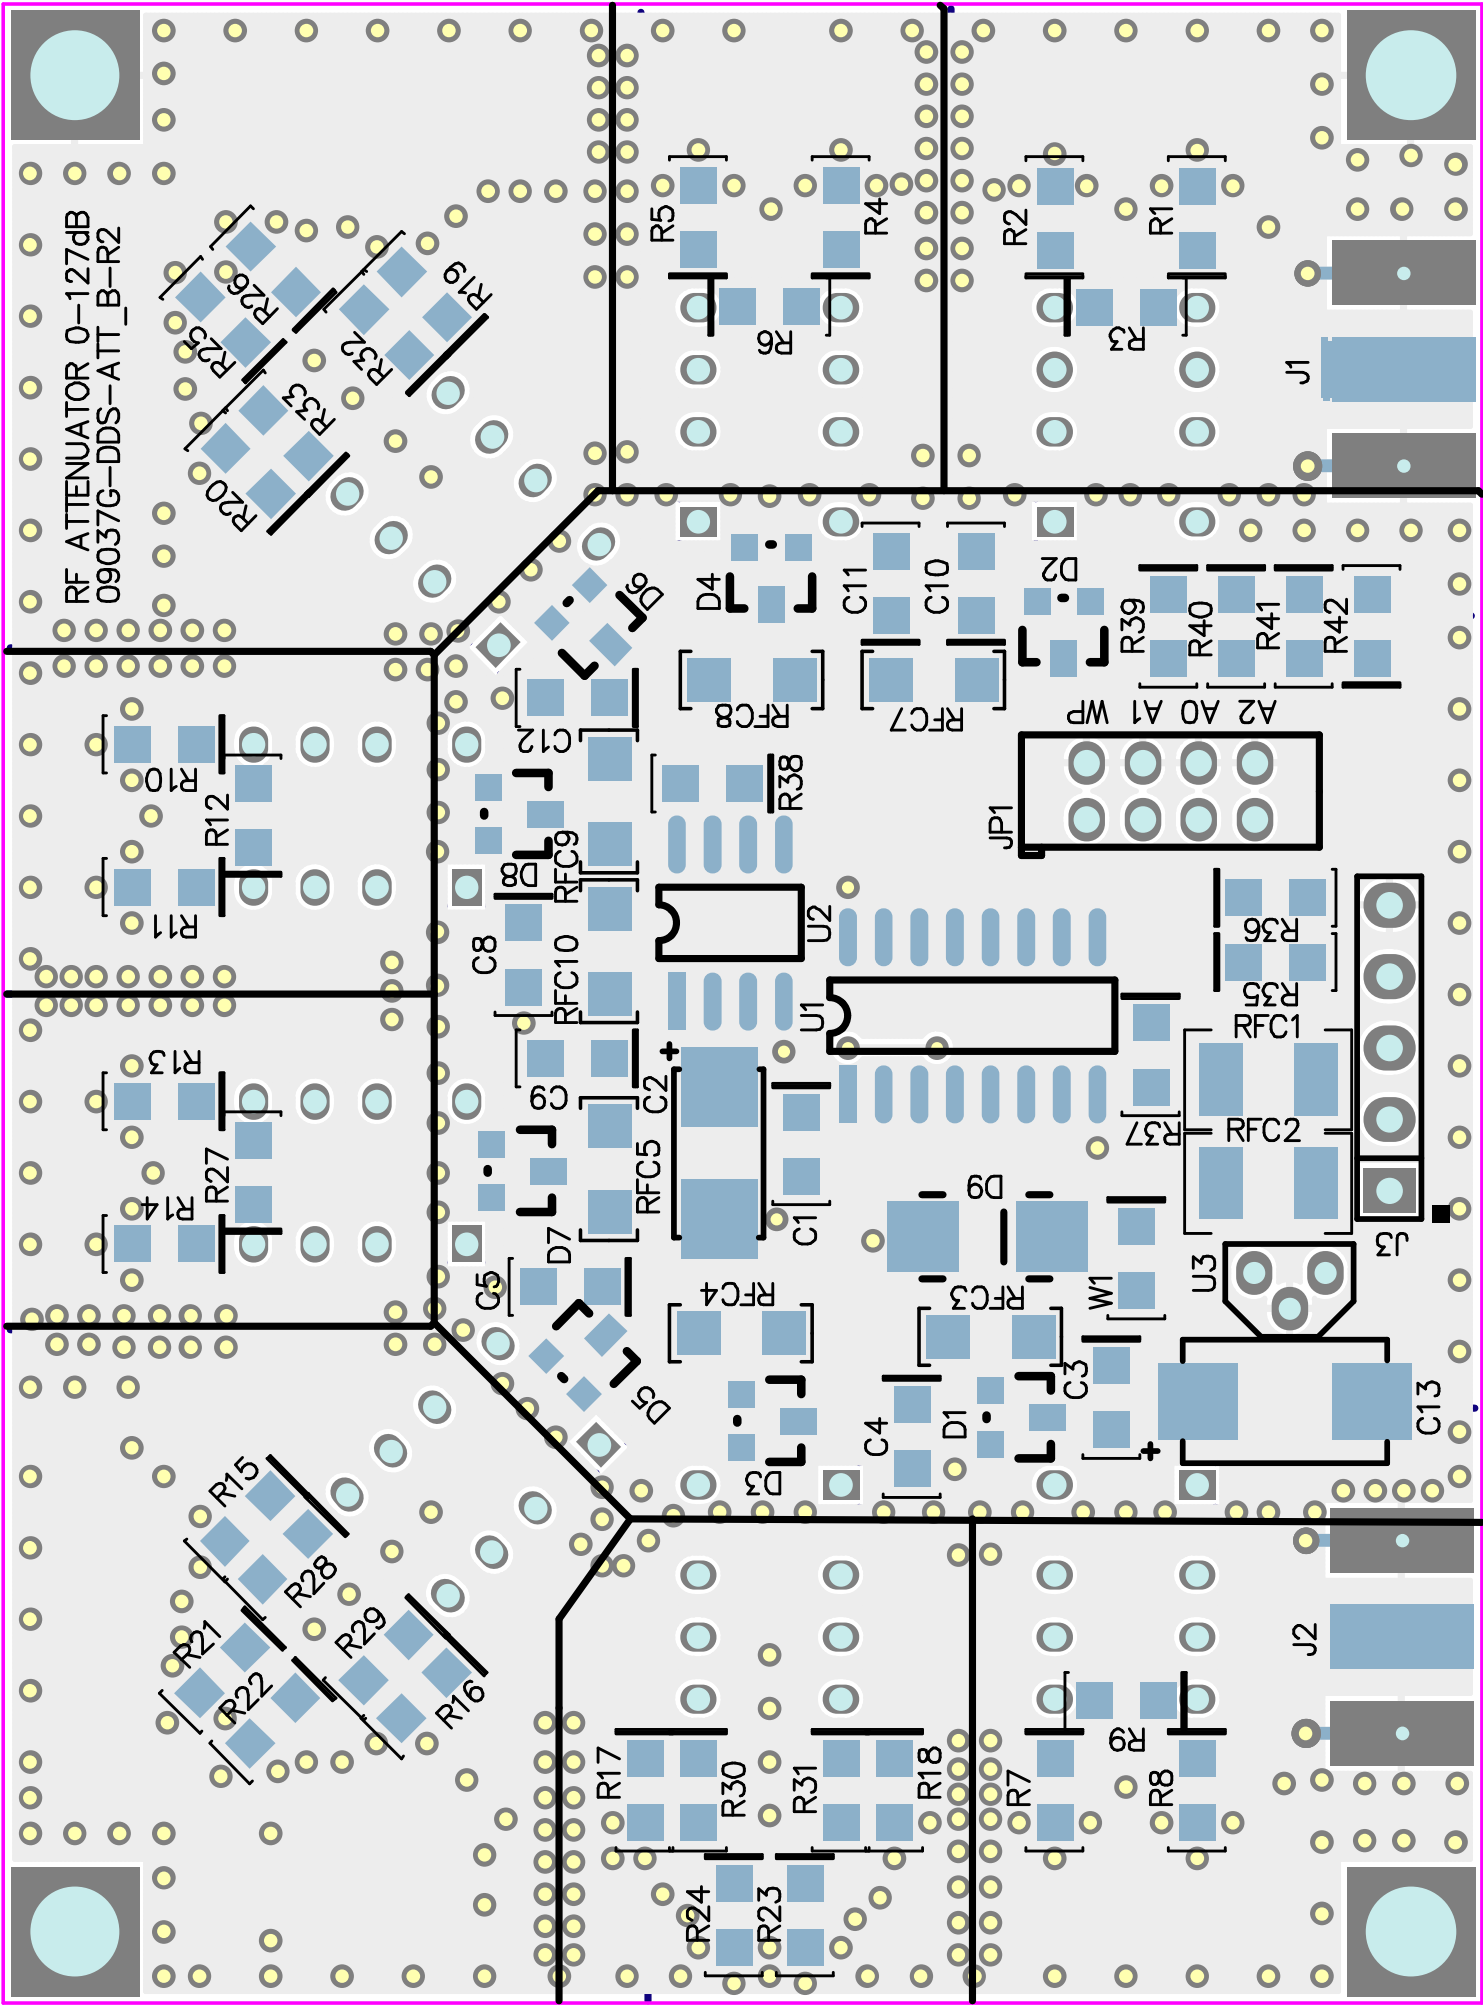 RF ATTENUATOR 0-127dB
09037G-DDS-ATT_B-R2
R5
R4
R2
R1
R26
R25
R19
R32
R33
R20
R6
R3
J1
D6
D4
C11
C10
D2
R39
R40
R41
R42
C12
RFC8
RFC7
WP A1 A0 A2
R10
R12
R38
JP1
RFC9
D8
R11
C8
RFC10
U2
R36
R35
U1
RFC1
R13
C9
C2
+
R37
RFC2
R27
R14
RFC5
C1
D9
D7
J3
U3
C5
RFC4
RFC3
W1
D5
C3
C4
D1
C13
+
D3
R15
R28
R21
R29
R22
R16
J2
R9
R17
R30
R31
R18
R7
R8
R24
R23